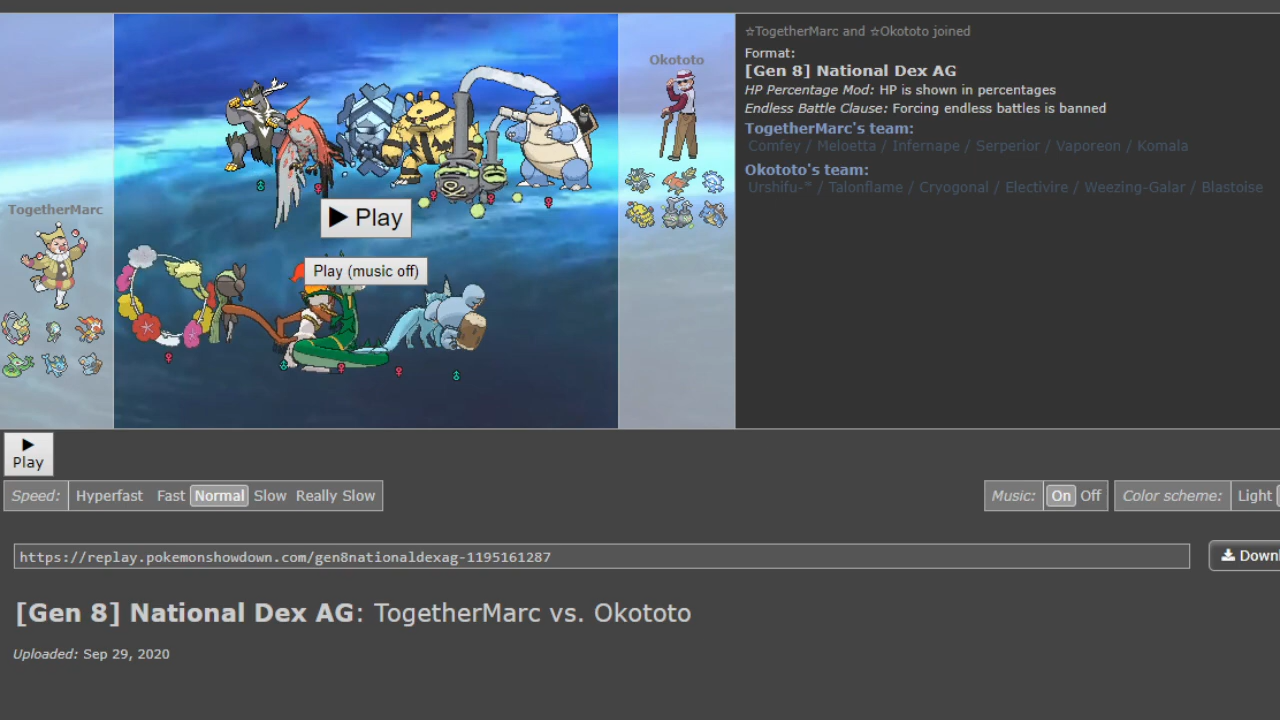 ☆TogetherMarc and ☆Okototo joined
Format:
[Gen 8] National Dex AG
HP Percentage Mod: HP is shown in percentages
Endless Battle Clause: Forcing endless battles is banned
TogetherMarc's team:
Comfey / Meloetta / Infernape / Serperior / Vaporeon / Komala
Okototo's team:
Urshifu-* / Talonflame / Cryogonal / Electivire / Weezing-Galar / Blastoise
Okototo
TogetherMarc
Play
Play (music off)
Play
Speed: Hyperfast Fast Normal Slow Really Slow
Music: On Off
Color scheme: Light
https://replay.pokemonshowdown.com/gen8nationaldexag-1195161287
Downl
[Gen 8] National Dex AG: TogetherMarc vs. Okototo
Uploaded: Sep 29, 2020